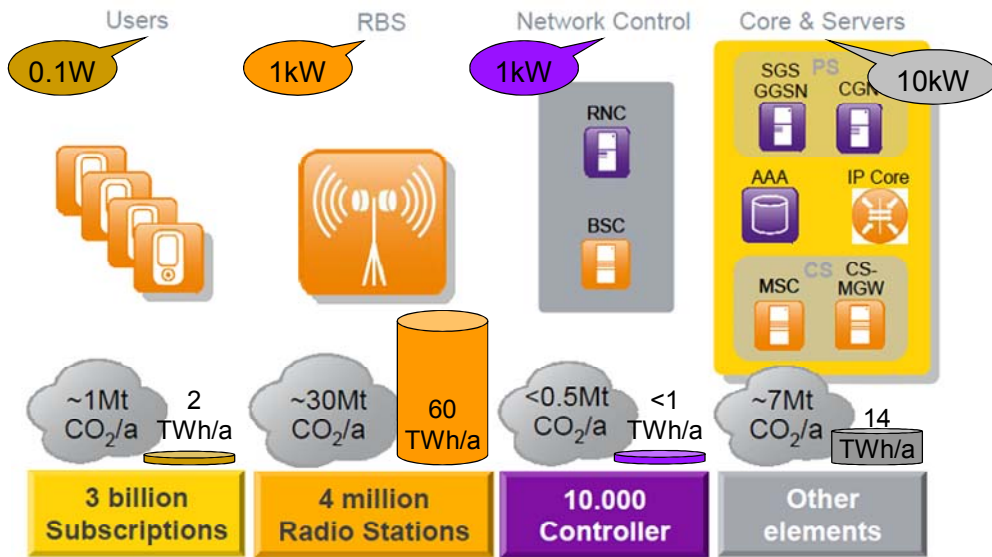 Users
RBS
Network Control
Core & Servers
0.1W
1kW
1kW
10kW
PS
SGS
GGSN
CGN
RNC
AAA
IP Core
BSC
CS
MSC
CS-
MGW
~1Mt
CO₂/a
2
TWh/a
~30Mt
CO₂/a
60
TWh/a
<0.5Mt
CO₂/a
<1
TWh/a
~7Mt
CO₂/a
14
TWh/a
3 billion
Subscriptions
4 million
Radio Stations
10.000
Controller
Other
elements